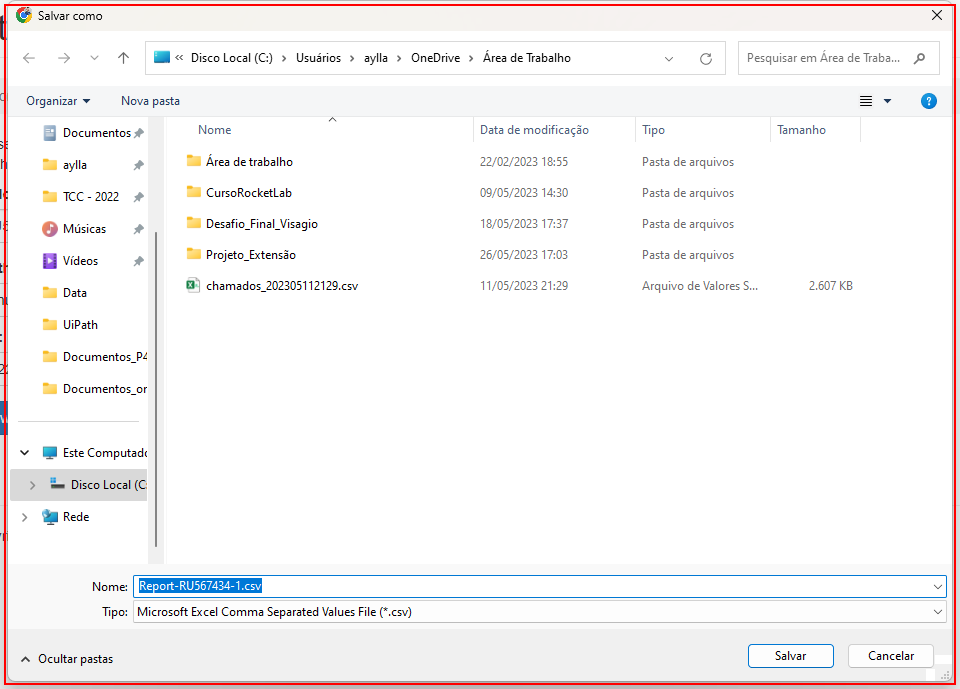 Salvar como
« Disco Local (C:) › Usuários › aylla › OneDrive › Área de Trabalho
Pesquisar em Área de Traba...
Organizar
Nova pasta
?
Nome
Data de modificação
Tipo
Tamanho
Documentos
aylla
TCC - 2022
Músicas
Vídeos
Data
UiPath
Documentos_P4
Documentos_or
Este Computado
Disco Local (C:
Rede
Área de trabalho 22/02/2023 18:55 Pasta de arquivos
CursoRocketLab 09/05/2023 14:30 Pasta de arquivos
Desafio_Final_Visagio 18/05/2023 17:37 Pasta de arquivos
Projeto_Extensão 26/05/2023 17:03 Pasta de arquivos
chamados_202305112129.csv 11/05/2023 21:29 Arquivo de Valores S... 2.607 KB
Nome: Report-RU567434-1.csv
Tipo: Microsoft Excel Comma Separated Values File (*.csv)
Ocultar pastas
Salvar
Cancelar